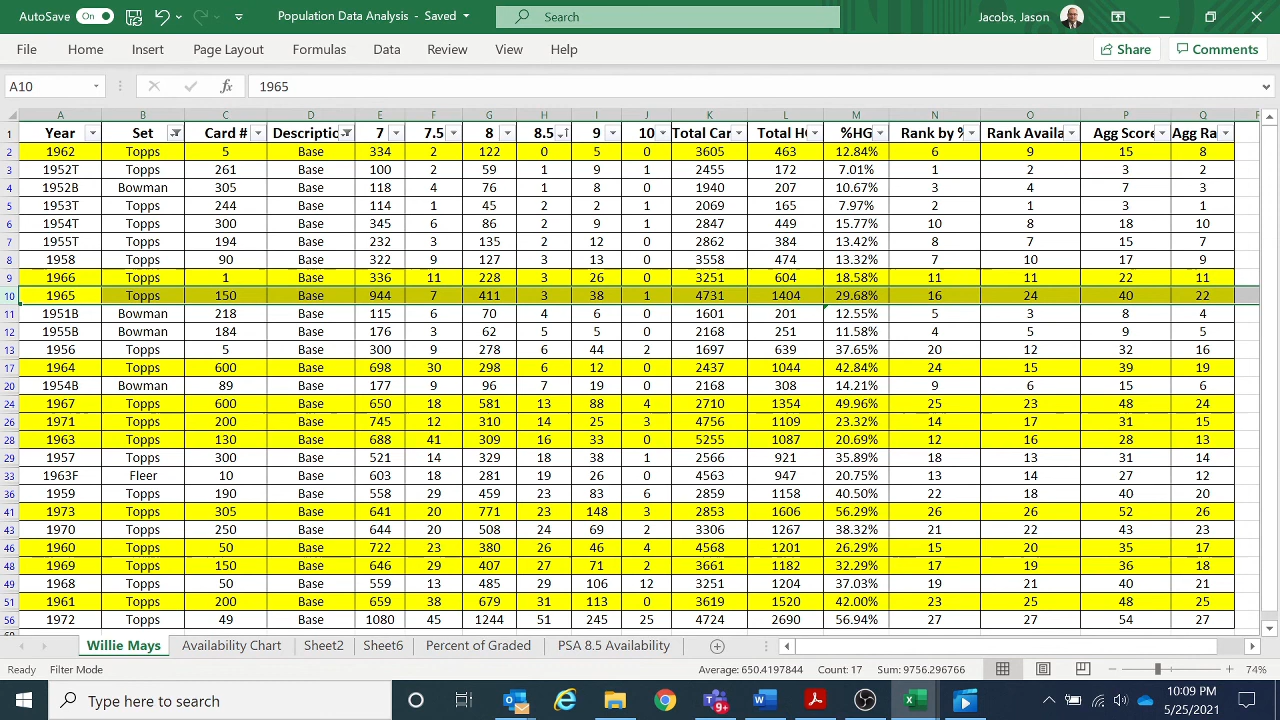 AutoSave On Population Data Analysis - Saved Search Jacobs, Jason
File Home Insert Page Layout Formulas Data Review View Help Share Comments
A10 fx 1965
A B C D E F G H I J K L M N O P Q
1 Year Set Card # Descriptio 7 7.5 8 8.5 9 10 Total Car Total H %HG Rank by % Rank Availa Agg Score Agg Ra
2 1962 Topps 5 Base 334 2 122 0 5 0 3605 463 12.84% 6 9 15 8
3 1952T Topps 261 Base 100 2 59 1 9 1 2455 172 7.01% 1 2 3 2
4 1952B Bowman 305 Base 118 4 76 1 8 0 1940 207 10.67% 3 4 7 3
5 1953T Topps 244 Base 114 1 45 2 2 1 2069 165 7.97% 2 1 3 1
6 1954T Topps 300 Base 345 6 86 2 9 1 2847 449 15.77% 10 8 18 10
7 1955T Topps 194 Base 232 3 135 2 12 0 2862 384 13.42% 8 7 15 7
8 1958 Topps 90 Base 322 9 127 3 13 0 3558 474 13.32% 7 10 17 9
9 1966 Topps 1 Base 336 11 228 3 26 0 3251 604 18.58% 11 11 22 11
10 1965 Topps 150 Base 944 7 411 3 38 1 4731 1404 29.68% 16 24 40 22
11 1951B Bowman 218 Base 115 6 70 4 6 0 1601 201 12.55% 5 3 8 4
12 1955B Bowman 184 Base 176 3 62 5 5 0 2168 251 11.58% 4 5 9 5
13 1956 Topps 5 Base 300 9 278 6 44 2 1697 639 37.65% 20 12 32 16
17 1964 Topps 600 Base 698 30 298 6 12 0 2437 1044 42.84% 24 15 39 19
20 1954B Bowman 89 Base 177 9 96 7 19 0 2168 308 14.21% 9 6 15 6
24 1967 Topps 600 Base 650 18 581 13 88 4 2710 1354 49.96% 25 23 48 24
26 1971 Topps 200 Base 745 12 310 14 25 3 4756 1109 23.32% 14 17 31 15
28 1963 Topps 130 Base 688 41 309 16 33 0 5255 1087 20.69% 12 16 28 13
29 1957 Topps 300 Base 521 14 329 18 38 1 2566 921 35.89% 18 13 31 14
33 1963F Fleer 10 Base 603 18 281 19 26 0 4563 947 20.75% 13 14 27 12
36 1959 Topps 190 Base 558 29 459 23 83 6 2859 1158 40.50% 22 18 40 20
41 1973 Topps 305 Base 641 20 771 23 148 3 2853 1606 56.29% 26 26 52 26
43 1970 Topps 250 Base 644 20 508 24 69 2 3306 1267 38.32% 21 22 43 23
46 1960 Topps 50 Base 722 23 380 26 46 4 4568 1201 26.29% 15 20 35 17
48 1969 Topps 150 Base 646 29 407 27 71 2 3661 1182 32.29% 17 19 36 18
49 1968 Topps 50 Base 559 13 485 29 106 12 3251 1204 37.03% 19 21 40 21
51 1961 Topps 200 Base 659 38 679 31 113 0 3619 1520 42.00% 23 25 48 25
56 1972 Topps 49 Base 1080 45 1244 51 245 25 4724 2690 56.94% 27 27 54 27
Willie Mays Availability Chart Sheet2 Sheet6 Percent of Graded PSA 8.5 Availability
Ready Filter Mode Average: 650.4197844 Count: 17 Sum: 9756.296766 74%
Type here to search 9+ 10:09 PM
5/25/2021